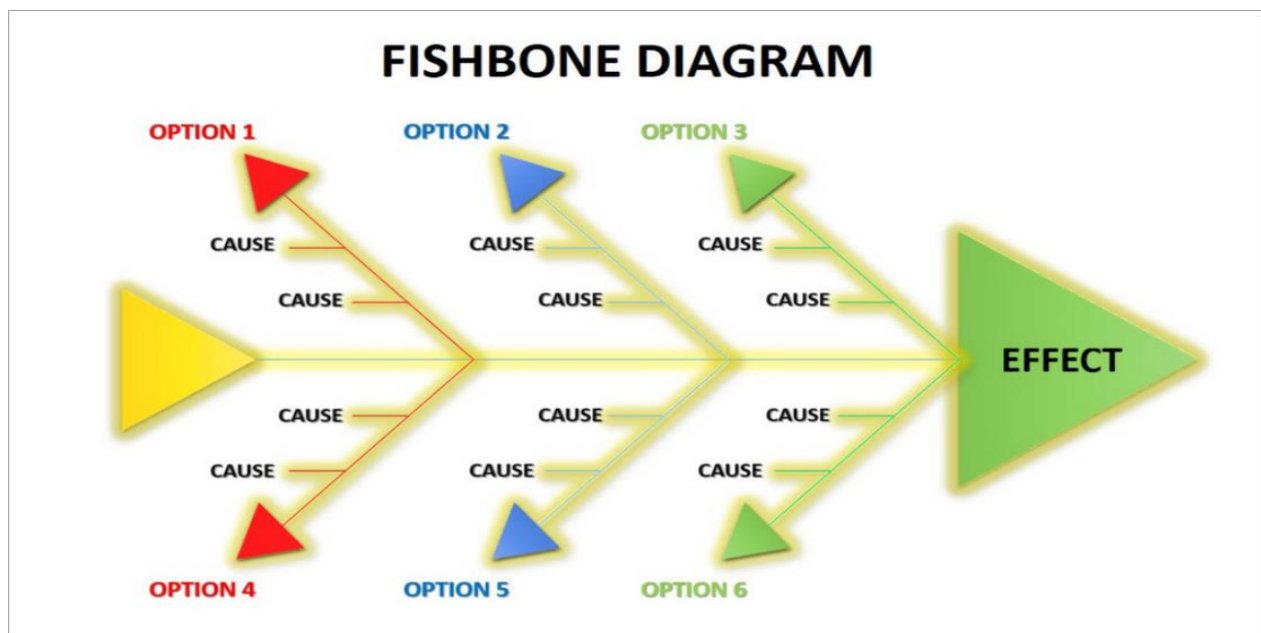 FISHBONE DIAGRAM
OPTION 1
OPTION 2
OPTION 3
CAUSE
CAUSE
CAUSE
CAUSE
CAUSE
CAUSE
EFFECT
CAUSE
CAUSE
CAUSE
CAUSE
CAUSE
CAUSE
OPTION 4
OPTION 5
OPTION 6